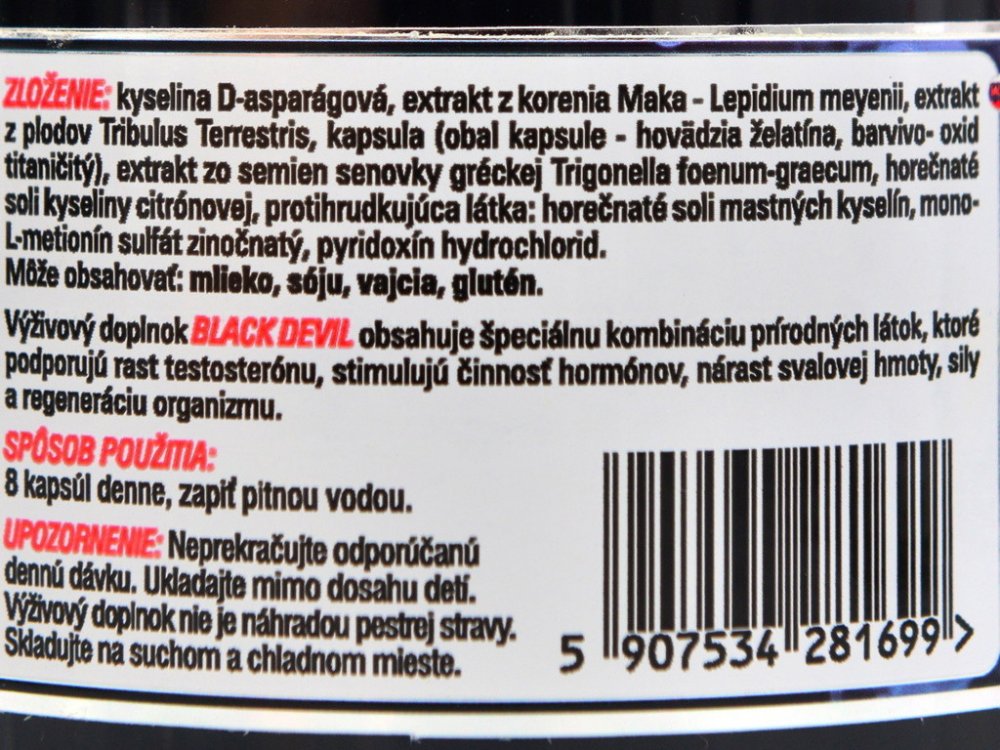 ZLOŽENIE: kyselina D-asparágová, extrakt z korenia Maka - Lepidium meyenii, extrakt
z plodov Tribulus Terrestris, kapsula (obal kapsule - hovädzia želatína, barvivo- oxid
titaničitý), extrakt zo semien senovky gréckej Trigonella foenum-graecum, horečnaté
soli kyseliny citrónovej, protihrudkujúca látka: horečnaté soli mastných kyselín, mono-
L-metionín sulfát zinočnatý, pyridoxín hydrochlorid.
Môže obsahovať: mlieko, sóju, vajcia, glutén.
Výživový doplnok BLACK DEVIL obsahuje špeciálnu kombináciu prírodných látok, ktoré
podporujú rast testosterónu, stimulujú činnosť hormónov, nárast svalovej hmoty, sily
a regeneráciu organizmu.
SPÔSOB POUŽITIA:
8 kapsúl denne, zapiť pitnou vodou.
UPOZORNENIE: Neprekračujte odporúčanú
dennú dávku. Ukladajte mimo dosahu detí.
Výživový doplnok nie je náhradou pestrej stravy.
Skladujte na suchom a chladnom mieste.
5 907534 281699 >